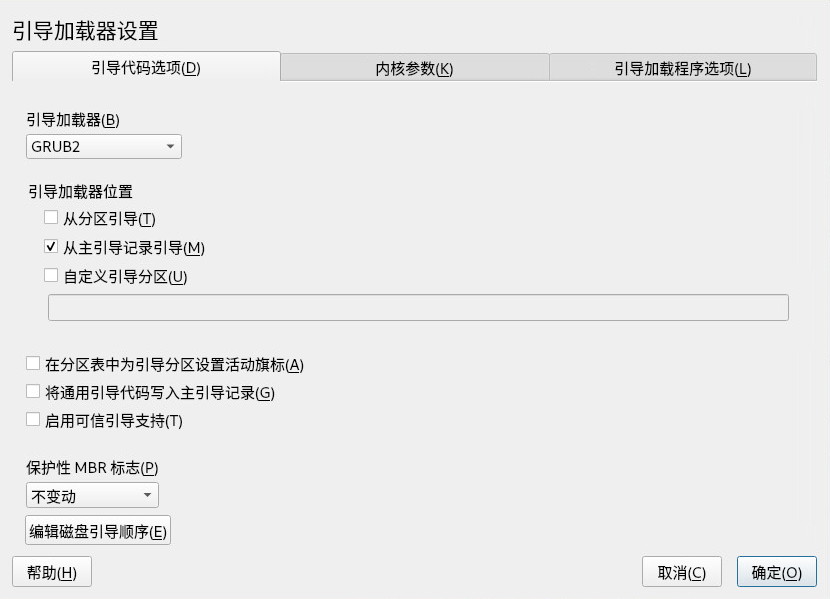 引导加载器设置
引导代码选项(D)
内核参数(K)
引导加载程序选项(L)
引导加载器(B)
GRUB2
引导加载器位置
从分区引导(T)
从主引导记录引导(M)
自定义引导分区(U)
在分区表中为引导分区设置活动旗标(A)
将通用引导代码写入主引导记录(G)
启用可信引导支持(T)
保护性 MBR 标志(P)
不变动
编辑磁盘引导顺序(E)
帮助(H)
取消(C)
确定(O)